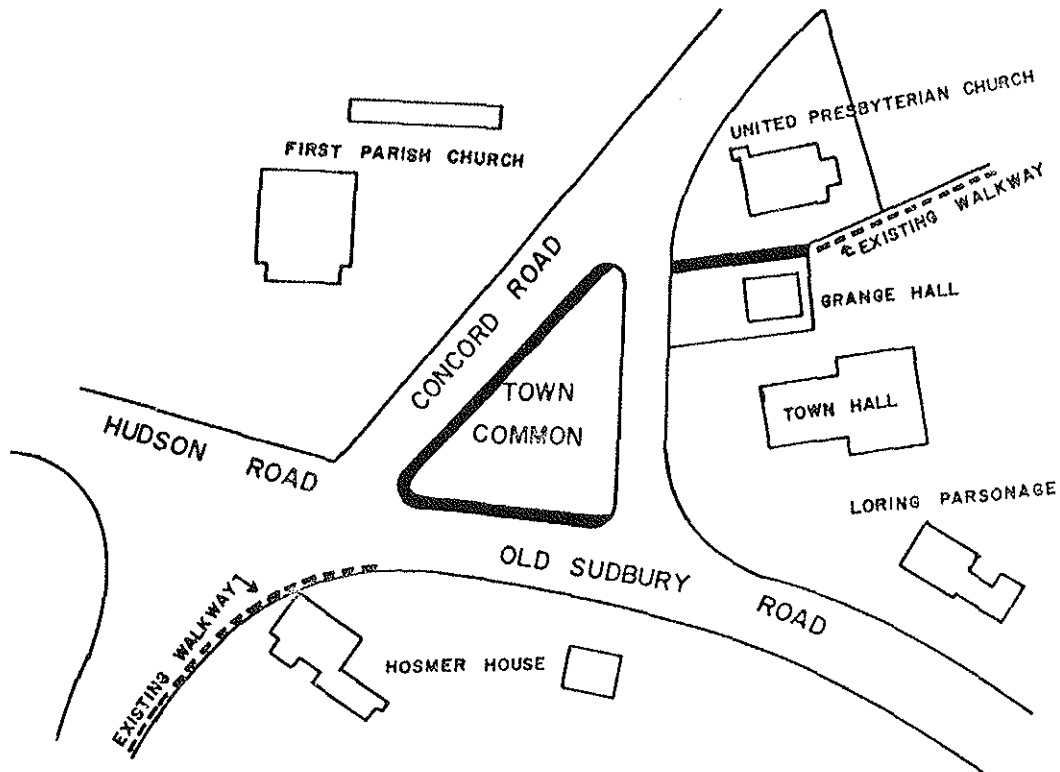 UNITED PRESBYTERIAN CHURCH
FIRST PARISH CHURCH
EXISTING WALKWAY
CONCORD ROAD
GRANGE HALL
TOWN
COMMON
TOWN HALL
HUDSON ROAD
LORING PARSONAGE
OLD SUDBURY ROAD
EXISTING WALKWAY
HOSMER HOUSE